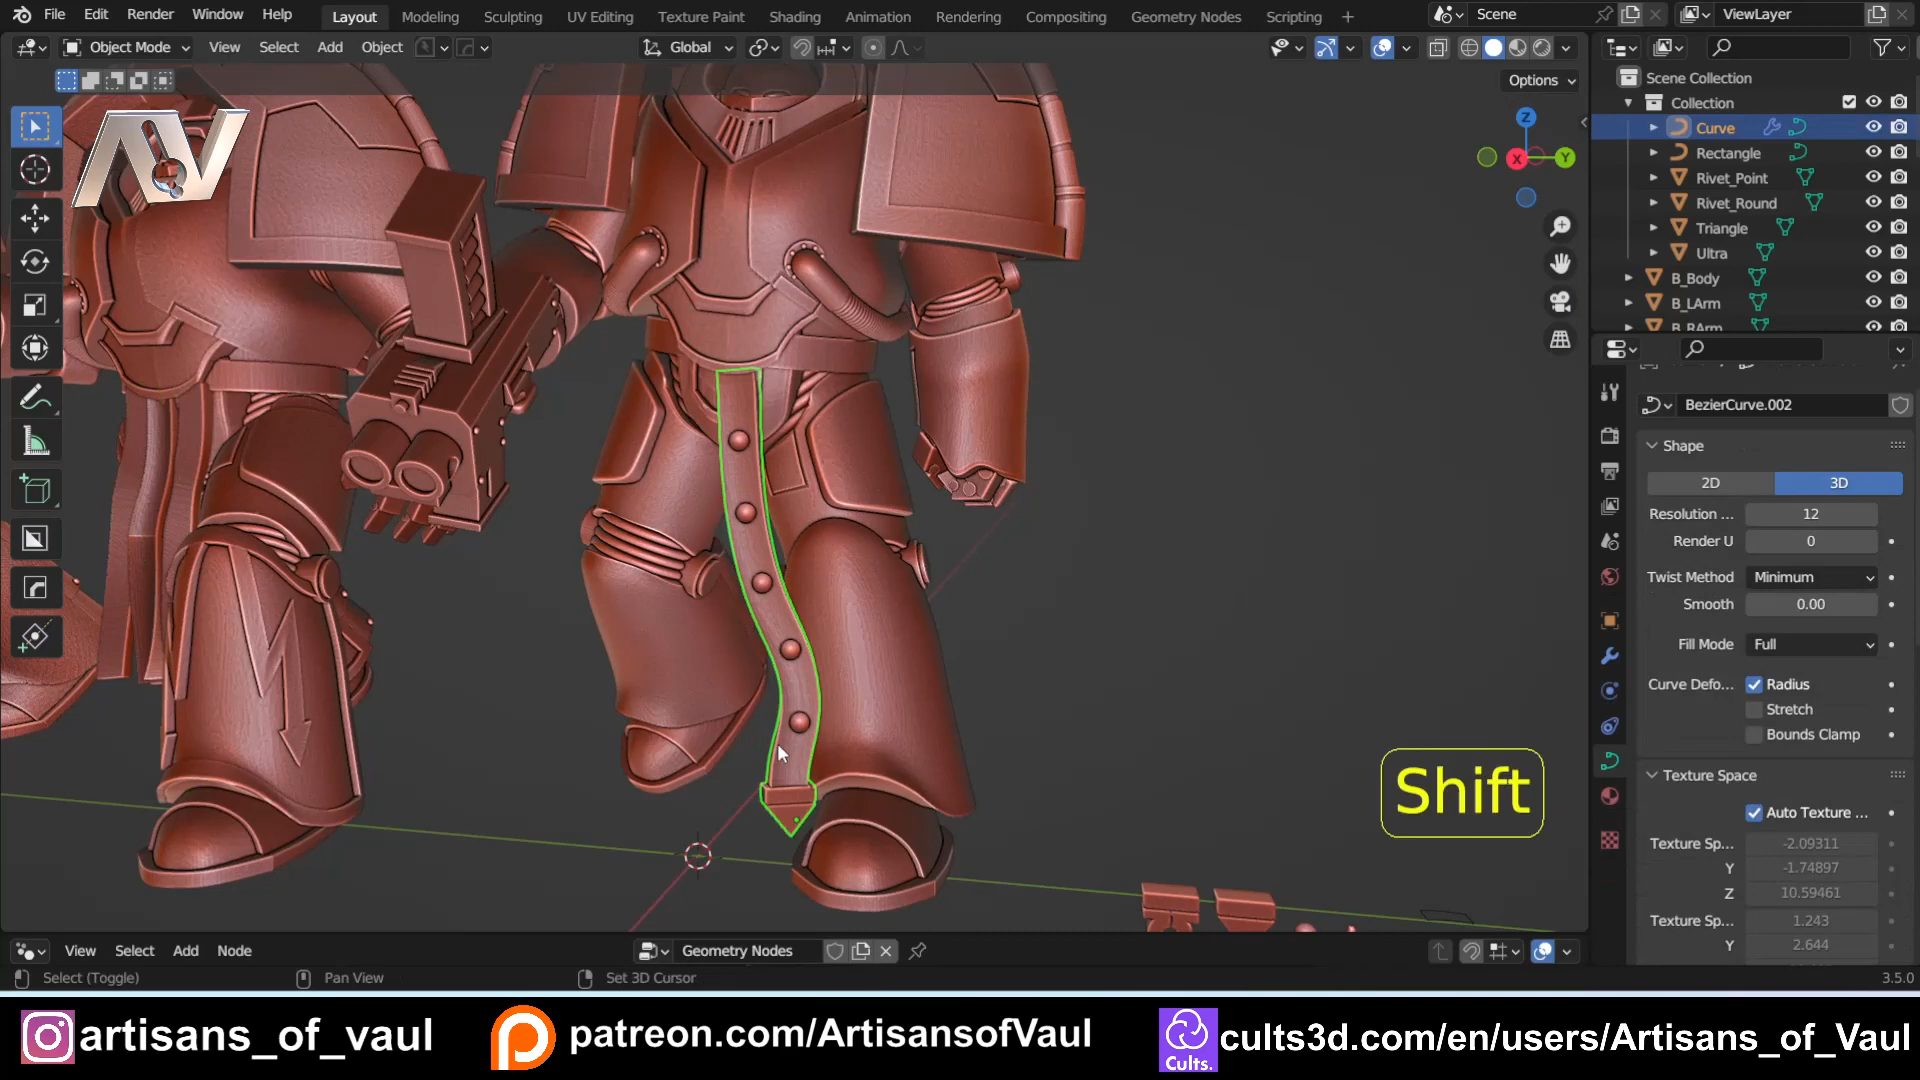 File Edit Render Window Help Layout Modeling Sculpting UV Editing Texture Paint Shading Animation Rendering Compositing Geometry Nodes Scripting + Scene ViewLayer
Object Mode View Select Add Object Global
Options
Scene Collection
Collection
Curve
Rectangle
Rivet_Point
Rivet_Round
Triangle
Ultra
B_Body
B_LArm
B_RArm
Z
X
Y
AV
BezierCurve.002
Shape
2D 3D
Resolution ... 12
Render U 0
Twist Method Minimum
Smooth 0.00
Fill Mode Full
Curve Defo... Radius
Stretch
Bounds Clamp
Texture Space
Auto Texture ...
Texture Sp... -2.09311
Y -1.74897
Z 10.59461
Texture Sp... 1.243
Y 2.644
Shift
View Select Add Node Geometry Nodes
Select (Toggle) Pan View Set 3D Cursor 3.5.0
artisans_of_vaul patreon.com/ArtisansofVaul Cults. cults3d.com/en/users/Artisans_of_Vaul